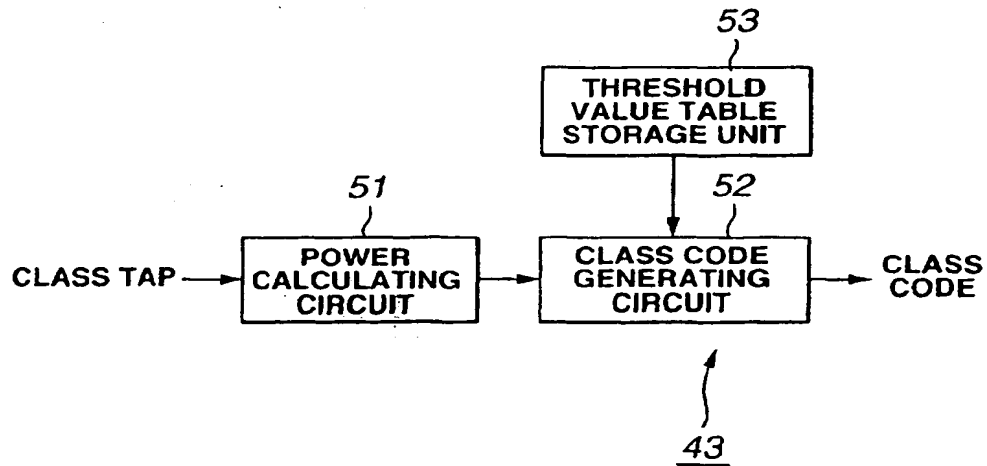 53
THRESHOLD
VALUE TABLE
STORAGE UNIT
51
52
CLASS TAP
POWER
CALCULATING
CIRCUIT
CLASS CODE
GENERATING
CIRCUIT
CLASS
CODE
43